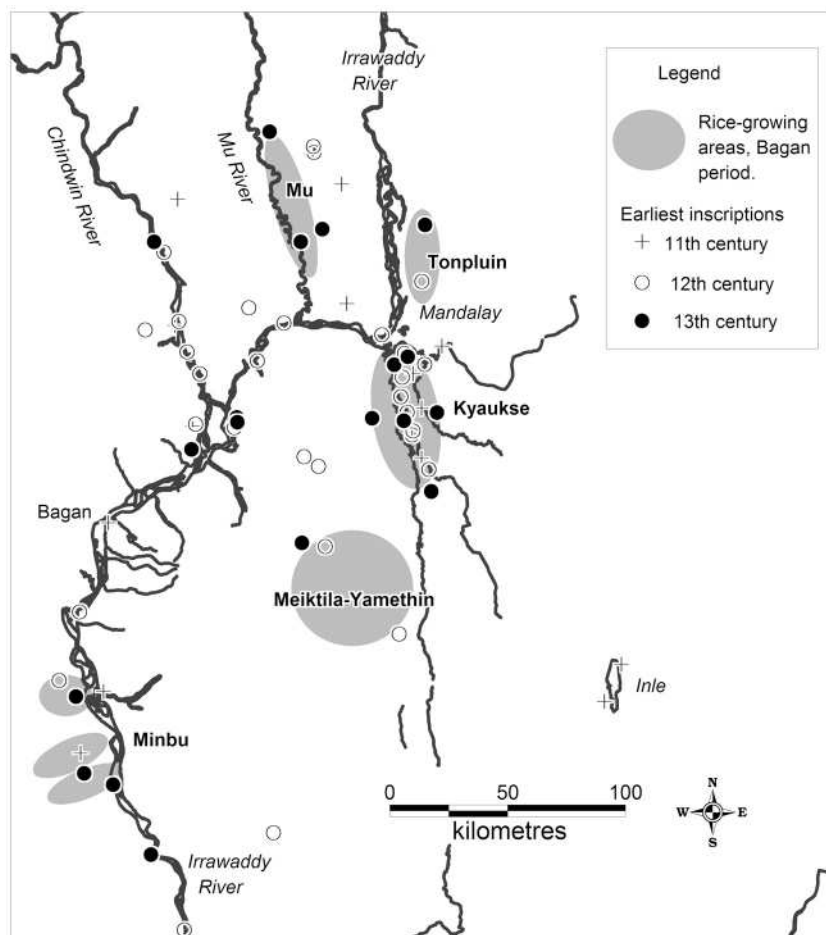 Irrawaddy
River
Legend
Rice-growing
areas, Bagan
period.
Earliest inscriptions
11th century
12th century
13th century
Chindwin River
Mu River
Mu
Tonpluin
Mandalay
Kyaukse
Bagan
Meiktila-Yamethin
Inle
Minbu
0 50 100
kilometres
N
W E
S
Irrawaddy
River